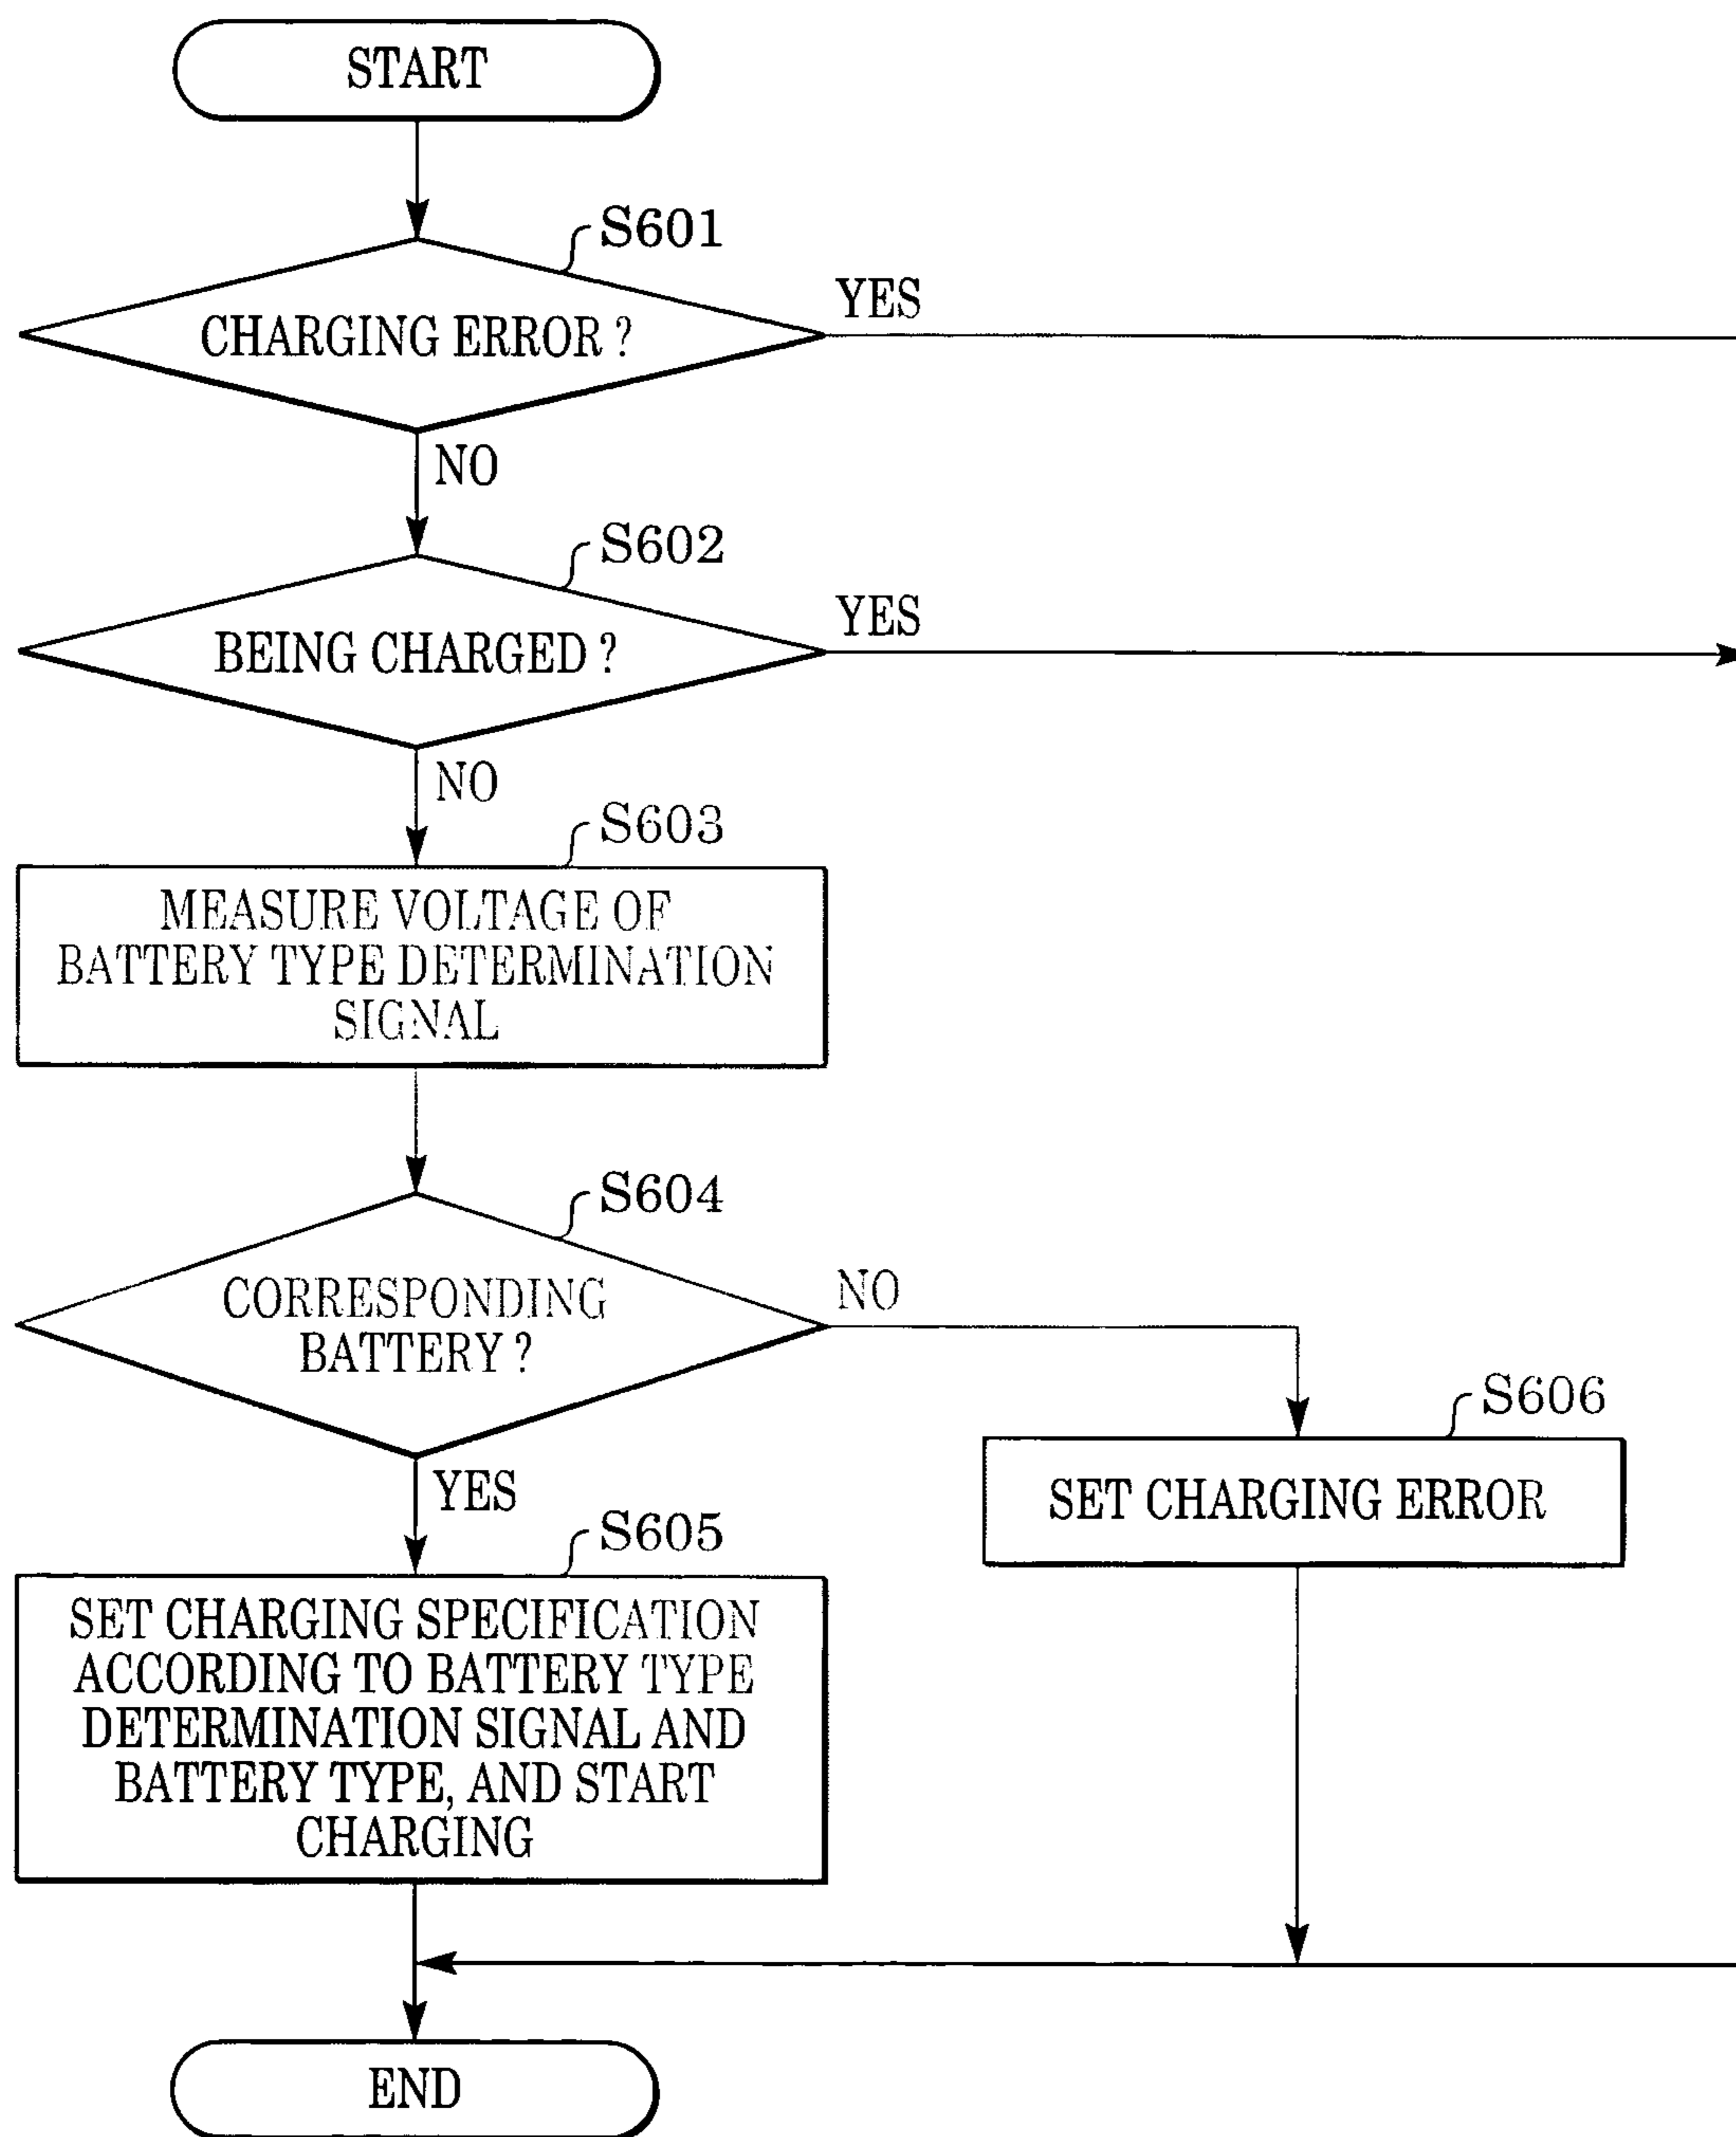 START
S601
CHARGING ERROR ?
YES
NO
S602
BEING CHARGED ?
YES
NO
S603
MEASURE VOLTAGE OF
BATTERY TYPE DETERMINATION
SIGNAL
S604
CORRESPONDING
BATTERY ?
NO
YES
S606
SET CHARGING ERROR
S605
SET CHARGING SPECIFICATION
ACCORDING TO BATTERY TYPE
DETERMINATION SIGNAL AND
BATTERY TYPE, AND START
CHARGING
END